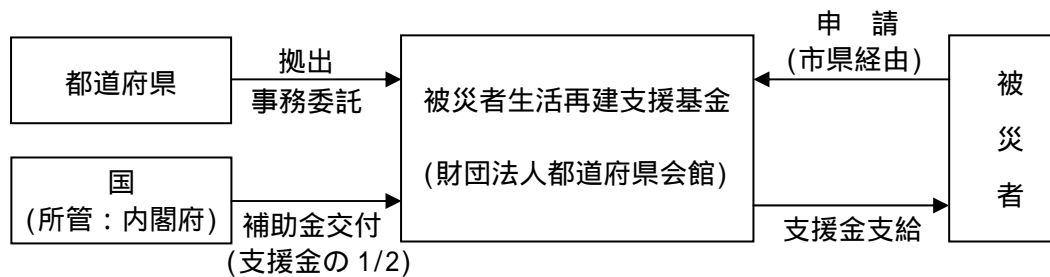 都道府県
拠出
事務委託
国
(所管：内閣府)
補助金交付
(支援金の 1/2)
被災者生活再建支援基金
(財団法人都道府県会館)
申　請
(市県経由)
支援金支給
被
災
者